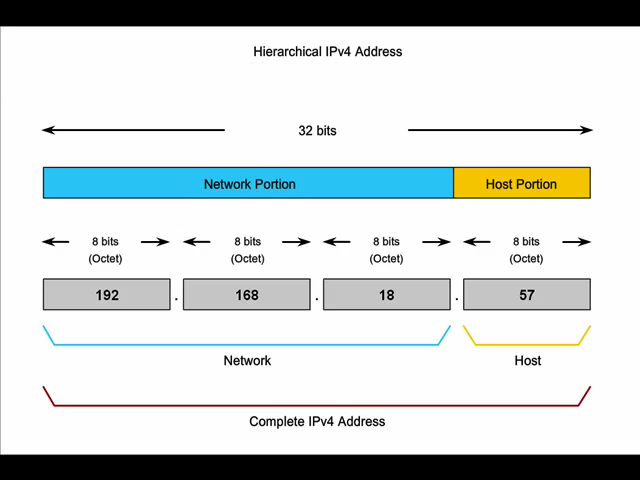 Hierarchical IPv4 Address
32 bits
Network Portion Host Portion
8 bits 8 bits 8 bits 8 bits
(Octet) (Octet) (Octet) (Octet)
192 . 168 . 18 . 57
Network Host
Complete IPv4 Address